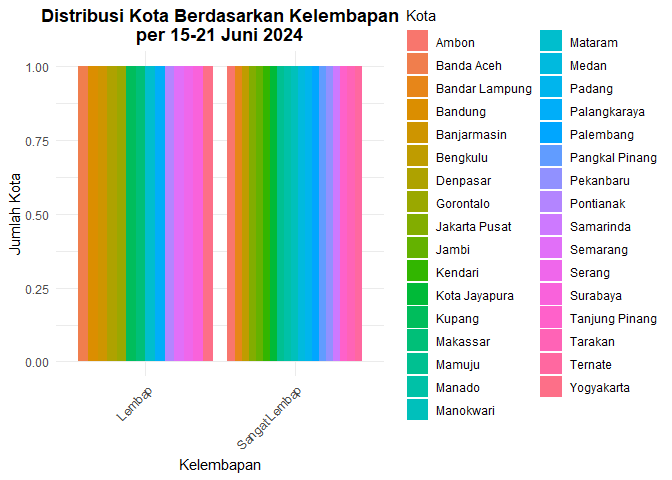 Distribusi Kota Berdasarkan Kelembapan
per 15-21 Juni 2024
Jumlah Kota
1.00
0.75
0.50
0.25
0.00
Lembap
Sangat Lembap
Kelembapan
Kota
Ambon
Banda Aceh
Bandar Lampung
Bandung
Banjarmasin
Bengkulu
Denpasar
Gorontalo
Jakarta Pusat
Jambi
Kendari
Kota Jayapura
Kupang
Makassar
Mamuju
Manado
Manokwari
Mataram
Medan
Padang
Palangkaraya
Palembang
Pangkal Pinang
Pekanbaru
Pontianak
Samarinda
Semarang
Serang
Surabaya
Tanjung Pinang
Tarakan
Ternate
Yogyakarta